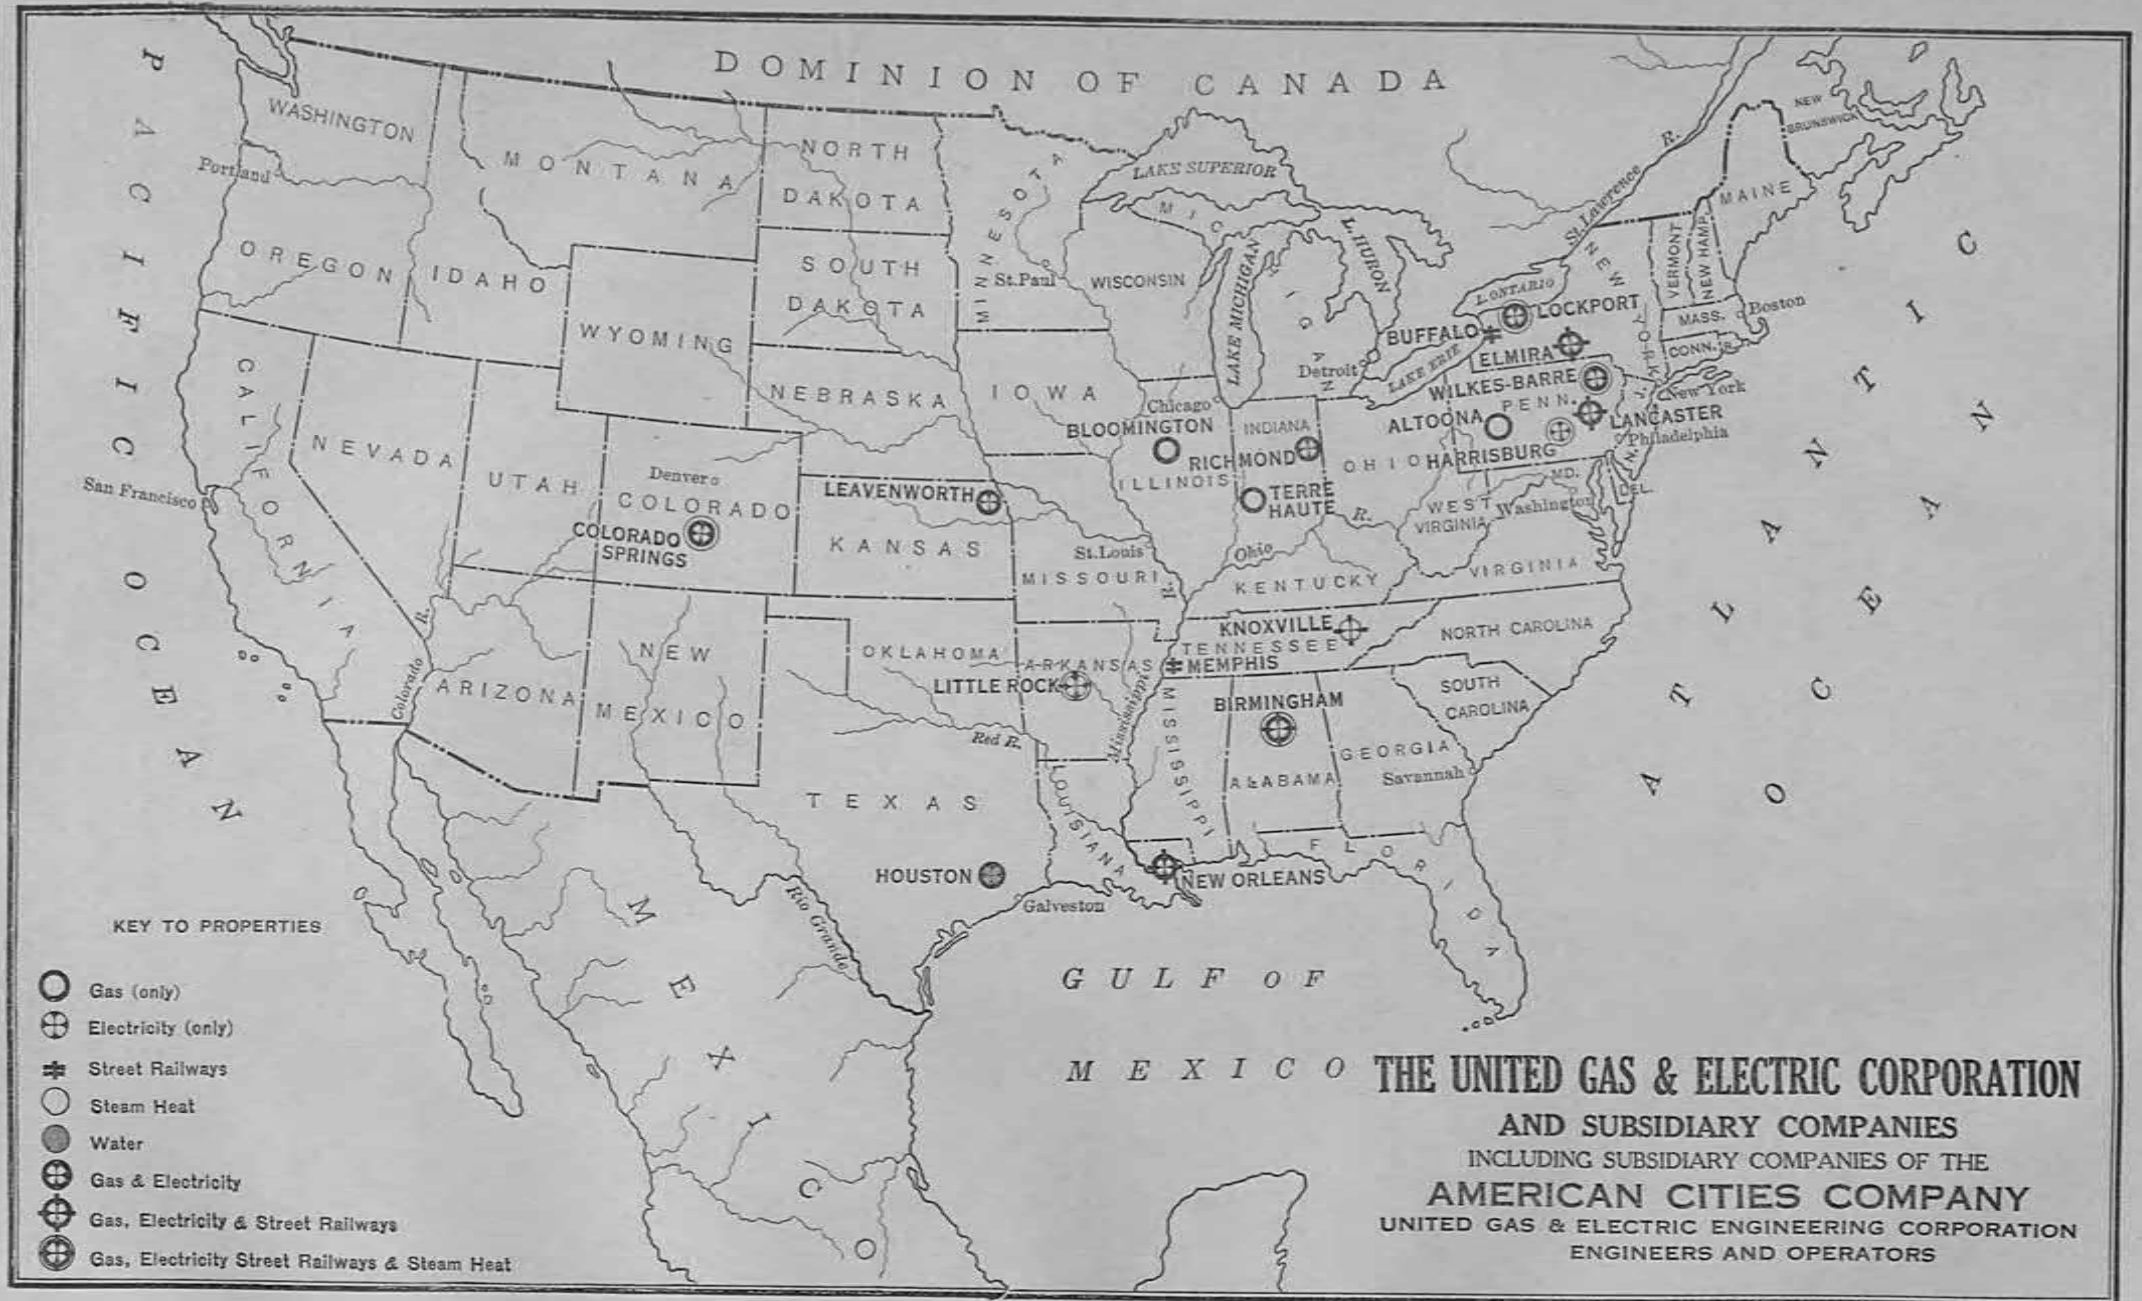 DOMINION OF CANADA
PACIFIC OCEAN
ATLANTIC
OCEAN
WASHINGTON
Portland
OREGON
IDAHO
MONTANA
NORTH
DAKOTA
SOUTH
DAKOTA
MINNESOTA
St. Paul
WISCONSIN
LAKE SUPERIOR
MICHIGAN
LAKE MICHIGAN
L. HURON
L. ONTARIO
LAKE ERIE
St. Lawrence R.
NEW
BRUNSWICK
MAINE
VERMONT
NEW HAMP.
MASS.
Boston
CONN.
R.
NEW YORK
LOCKPORT
BUFFALO
ELMIRA
WILKES-BARRE
New York
PENN.
ALTOONA
LANCASTER
Philadelphia
HARRISBURG
N.J.
MD.
DEL.
Washington
WEST
VIRGINIA
VIRGINIA
Detroit
OHIO
INDIANA
RICHMOND
TERRE
HAUTE
Chicago
BLOOMINGTON
ILLINOIS
IOWA
WYOMING
NEBRASKA
CALIFORNIA
NEVADA
UTAH
San Francisco
Denver
COLORADO
COLORADO
SPRINGS
LEAVENWORTH
KANSAS
St. Louis
MISSOURI
R.
Ohio
R.
KENTUCKY
KNOXVILLE
TENNESSEE
MEMPHIS
NORTH CAROLINA
SOUTH
CAROLINA
GEORGIA
Savannah
BIRMINGHAM
ALABAMA
MISSISSIPPI
Mississippi
ARKANSAS
LITTLE ROCK
OKLAHOMA
NEW
MEXICO
ARIZONA
Colorado
R.
Red R.
TEXAS
LOUISIANA
HOUSTON
Galveston
NEW ORLEANS
FLORIDA
Rio Grande
MEXICO
GULF OF
MEXICO
KEY TO PROPERTIES
Gas (only)
Electricity (only)
Street Railways
Steam Heat
Water
Gas & Electricity
Gas, Electricity & Street Railways
Gas, Electricity Street Railways & Steam Heat
THE UNITED GAS & ELECTRIC CORPORATION
AND SUBSIDIARY COMPANIES
INCLUDING SUBSIDIARY COMPANIES OF THE
AMERICAN CITIES COMPANY
UNITED GAS & ELECTRIC ENGINEERING CORPORATION
ENGINEERS AND OPERATORS